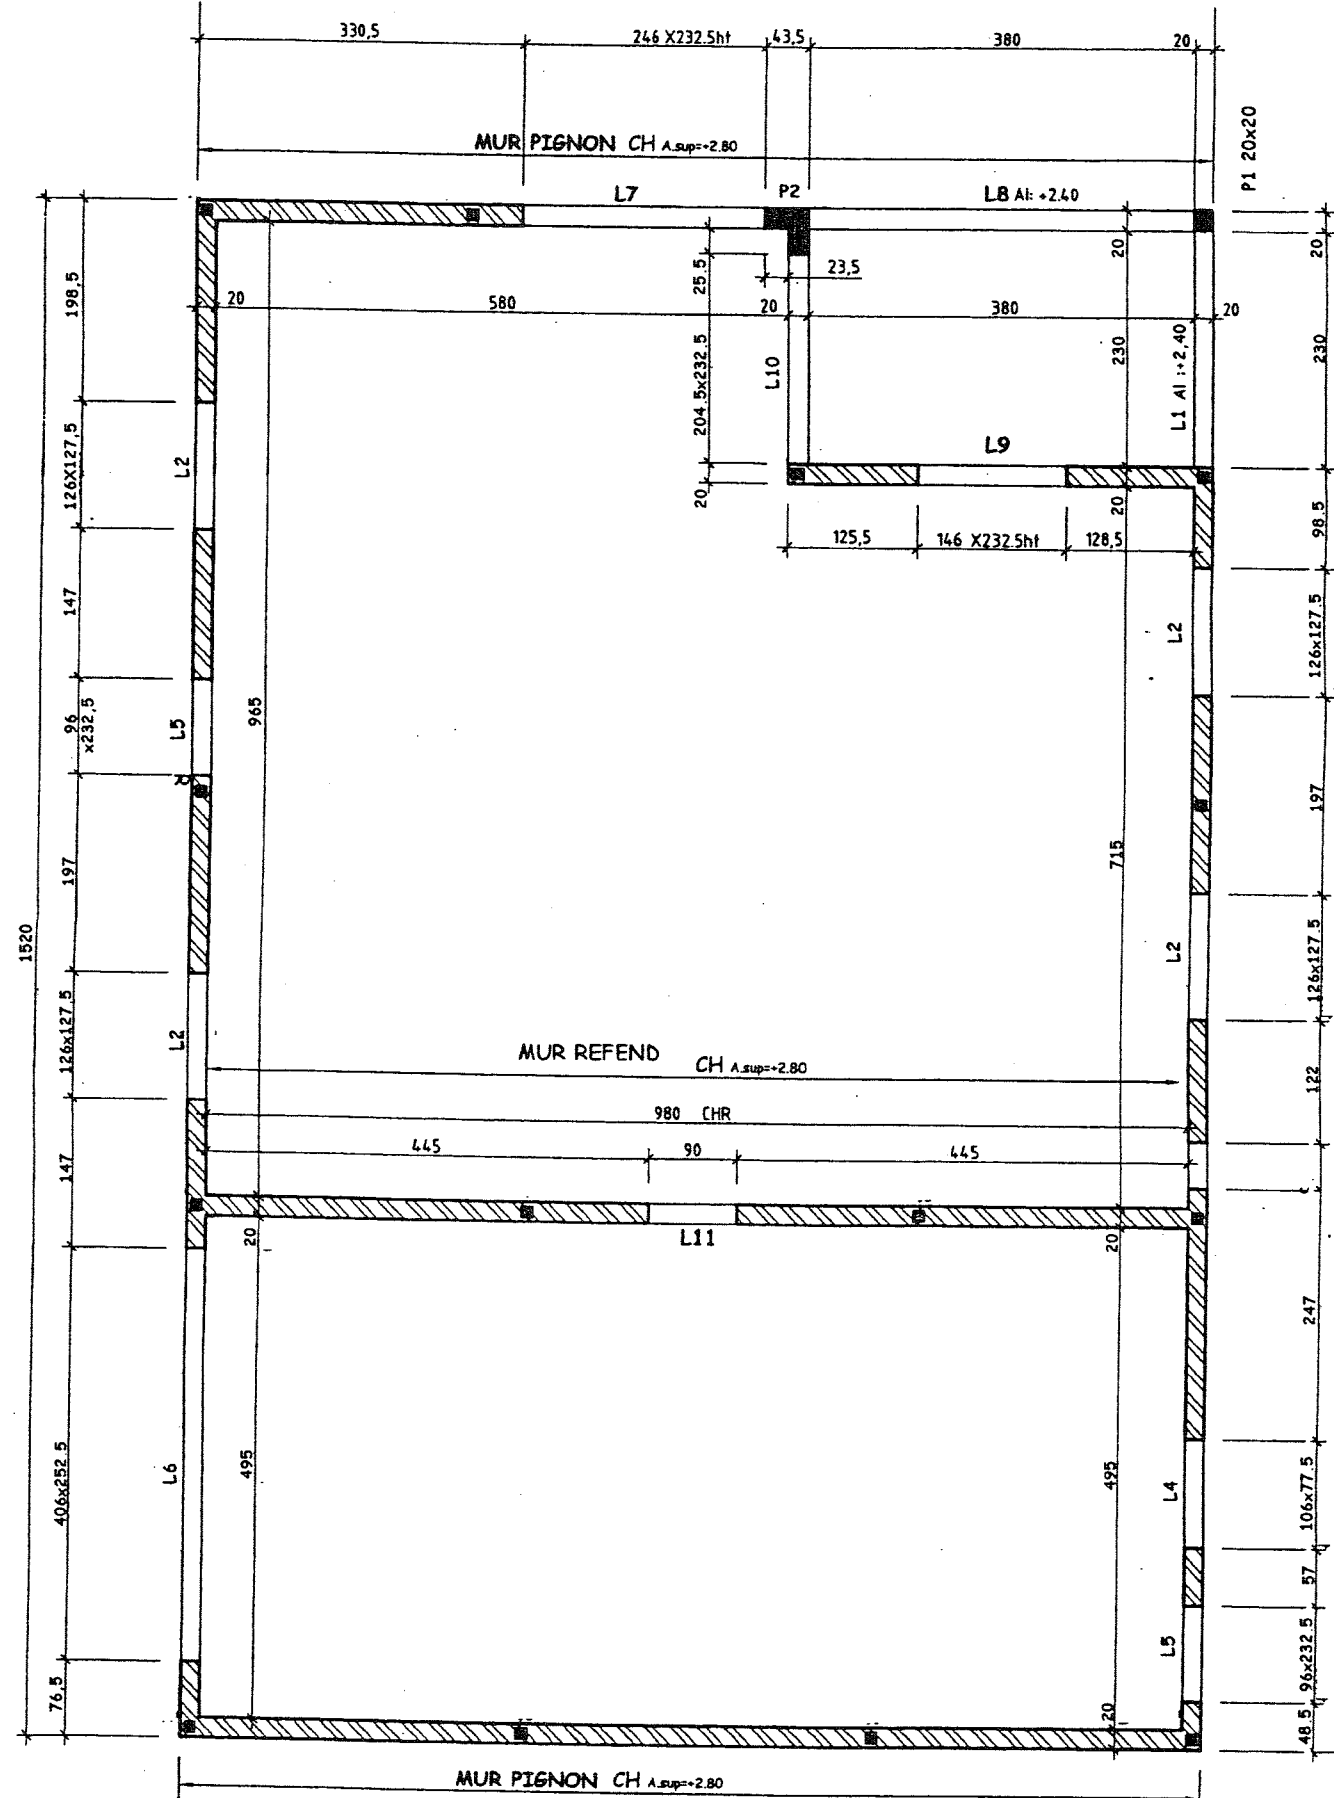 330,5
246 X232.5ht
43,5
380
20
MUR PIGNON CH A.sup=+2.80
P1 20x20
L7
P2
L8 Al: +2.40
198,5
20
580
25.5
23,5
20
20
380
20
20
204.5x232.5
L10
230
L1 Al :+2,40
230
126X127,5
L2
L9
20
20
125,5
146 X232.5ht
128,5
98.5
147
L2
126x127.5
96
x232,5
L5
965
R
197
197
715
1520
L2
126x127.5
126x127.5
L2
MUR REFEND
CH A.sup=+2.80
122
980 CHR
147
445
90
445
20
L11
20
247
406x252.5
L6
495
495
L4
106x77.5
57
L5
96x232.5
76,5
20
48.5
MUR PIGNON CH A.sup=+2.80